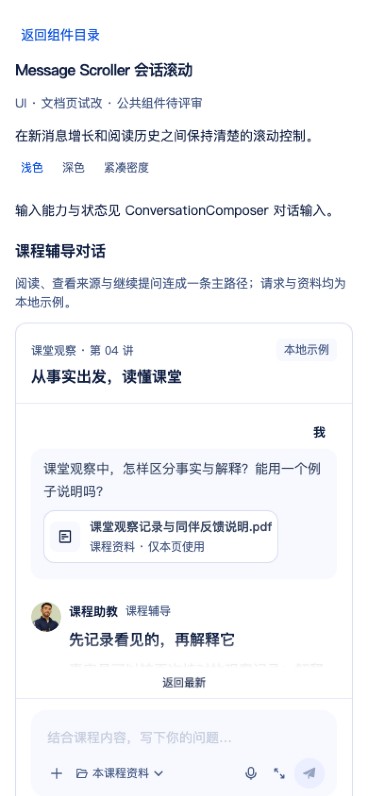 返回组件目录
Message Scroller 会话滚动
UI · 文档页试改 · 公共组件待评审
在新消息增长和阅读历史之间保持清楚的滚动控制。
浅色 深色 紧凑密度
输入能力与状态见 ConversationComposer 对话输入。
课程辅导对话
阅读、查看来源与继续提问连成一条主路径；请求与资料均为
本地示例。
课堂观察 · 第 04 讲
本地示例
从事实出发，读懂课堂
我
课堂观察中，怎样区分事实与解释？能用一个例
子说明吗？
课堂观察记录与同伴反馈说明.pdf
课程资料 · 仅本页使用
课程助教 课程辅导
先记录看见的，再解释它
返回最新
结合课程内容，写下你的问题...
本课程资料